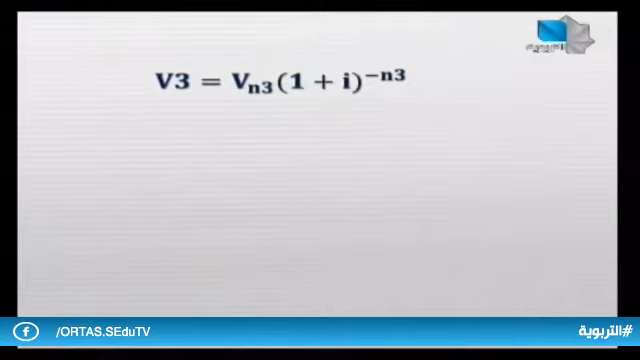 V3 = Vn3(1 + i)^−n3
/ORTAS.SEduTV
#التربوية